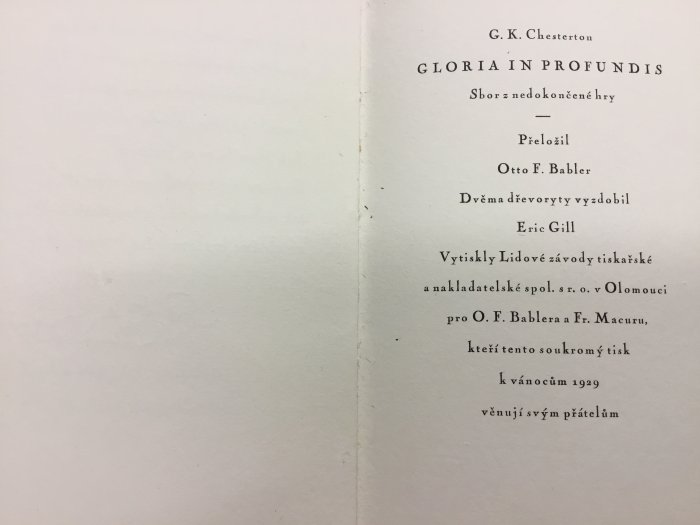 G. K. Chesterton
GLORIA IN PROFUNDIS
Sbor z nedokončené hry
Přeložil
Otto F. Babler
Dvěma dřevoryty vyzdobil
Eric Gill
Vytiskly Lidové závody tiskařské
a nakladatelské spol. s r. o. v Olomouci
pro O. F. Bablera a Fr. Macuru,
kteří tento soukromý tisk
k vánocům 1929
věnují svým přátelům